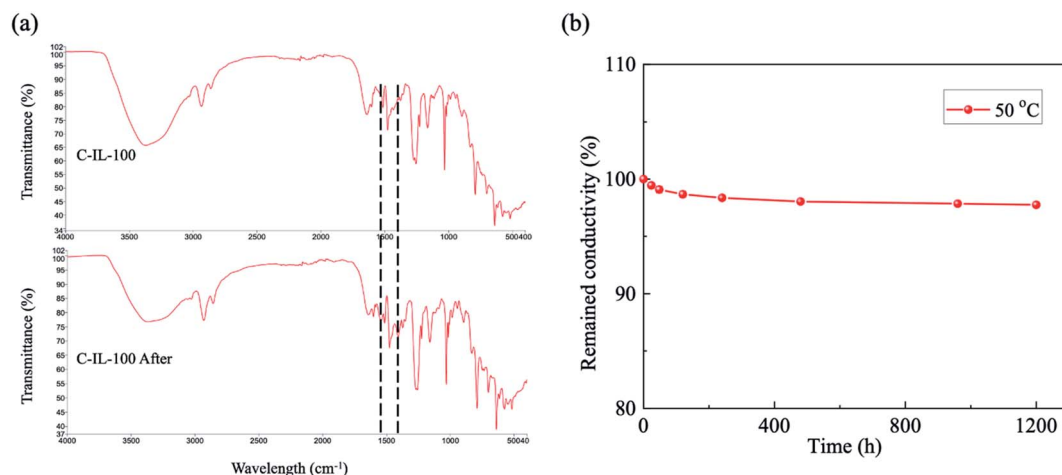 (a)
Transmittance (%)
102
100
95
90
85
80
75
70
65
60
55
50
45
40
34
C-IL-100
4000 3500 3000 2500 2000 1500 1000 500400
Transmittance (%)
102
100
95
90
85
80
75
70
65
60
55
50
45
40
37
C-IL-100 After
4000 3500 3000 2500 2000 1500 1000 500400
Wavelength (cm-1)
(b)
Remained conductivity (%)
110
100
90
80
50 °C
0 400 800 1200
Time (h)